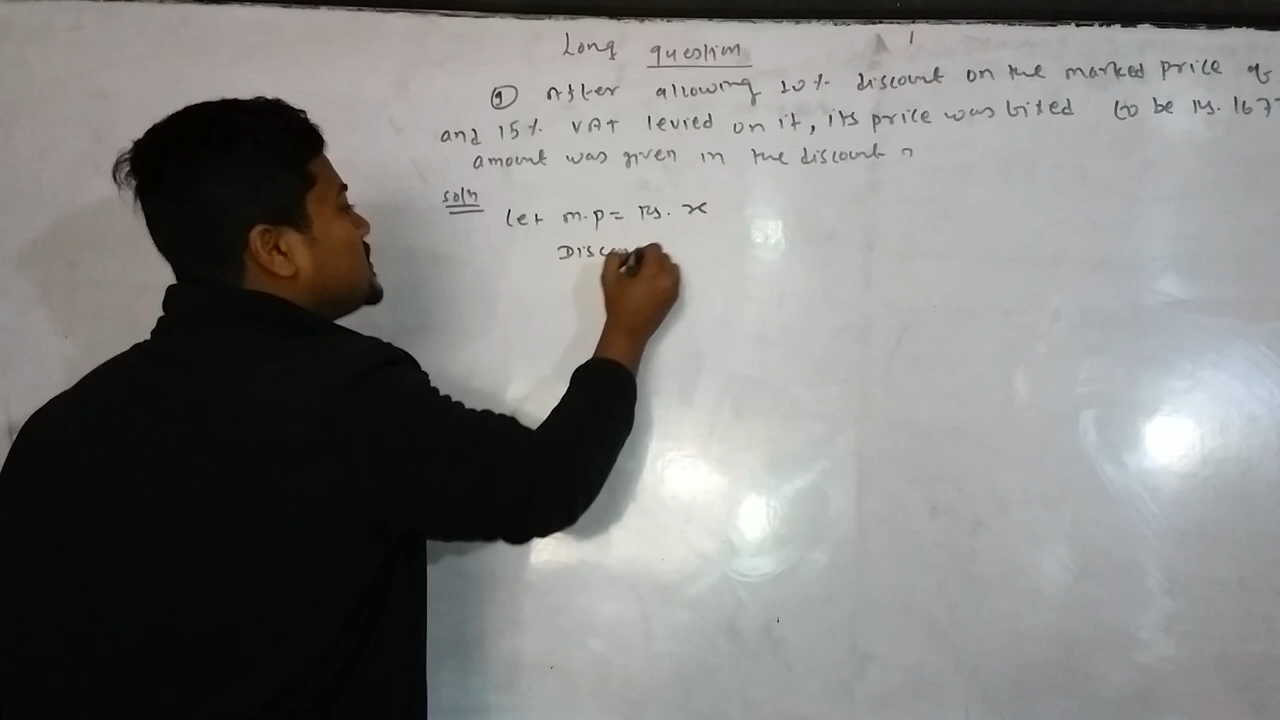 Long question
① After allowing 20% discount on the marked price of
and 15% VAT levied on it, its price was billed to be Rs. 167
amount was given in the discount ?
soln
Let m.p = Rs. x
Disc